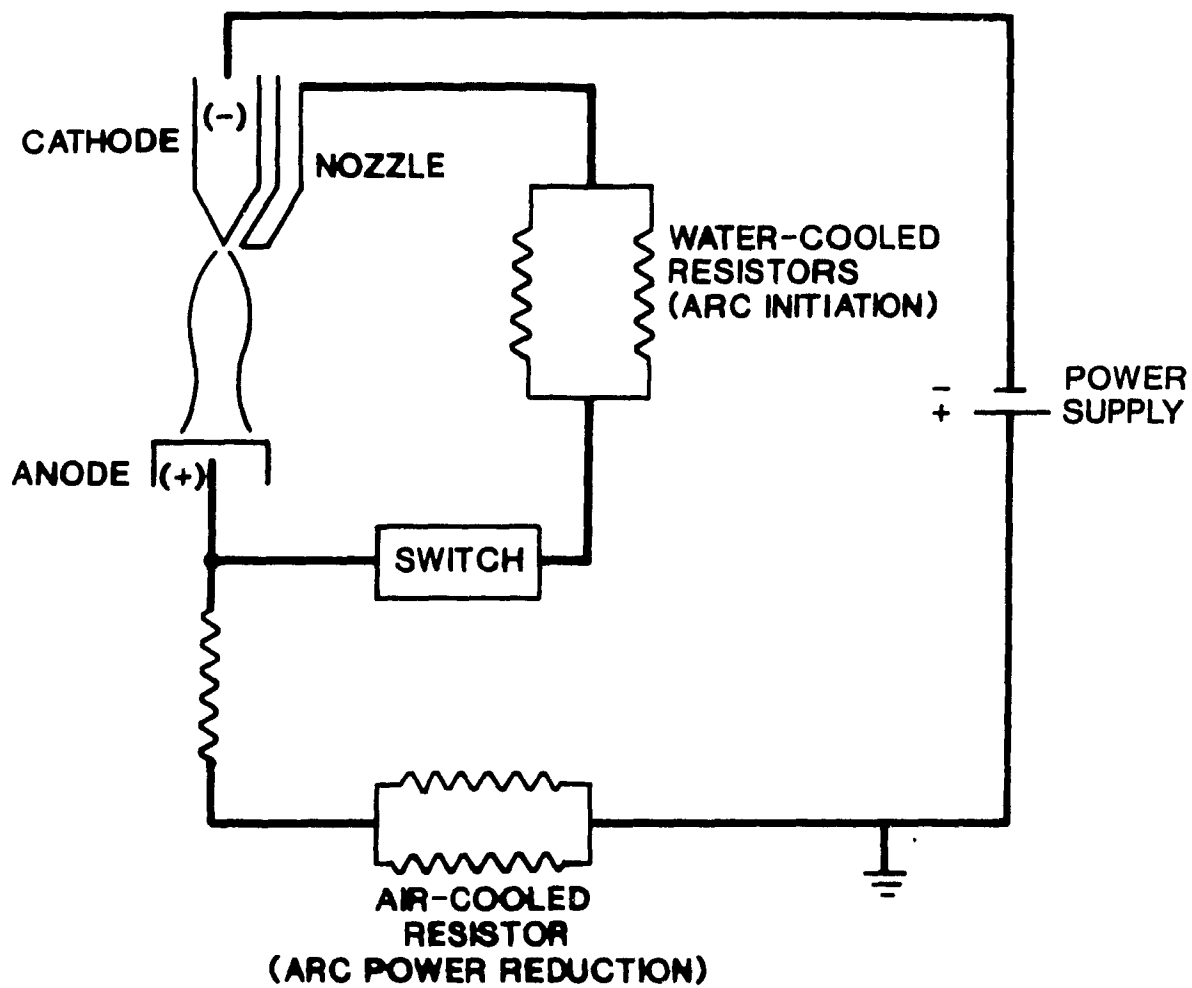 (-)
CATHODE
NOZZLE
WATER-COOLED
RESISTORS
(ARC INITIATION)
-
+
POWER
SUPPLY
ANODE
(+)
SWITCH
AIR-COOLED
RESISTOR
(ARC POWER REDUCTION)